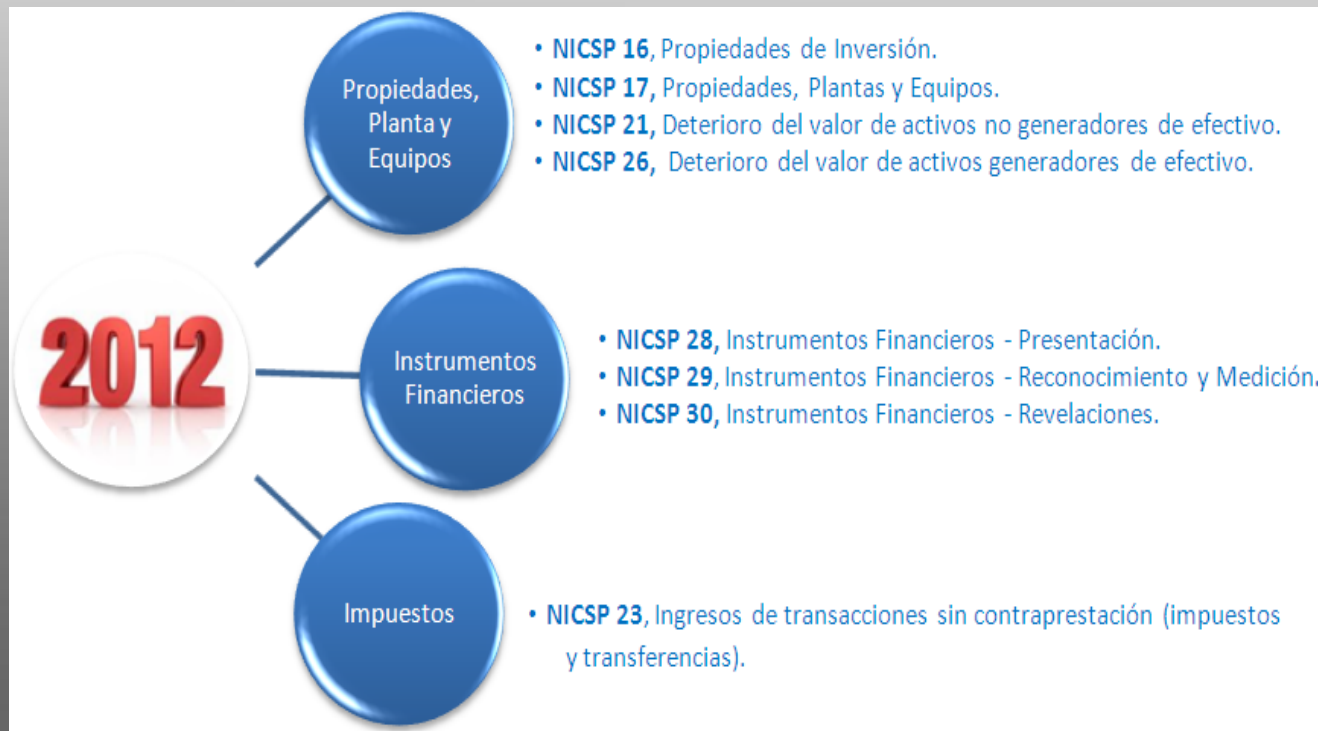 2012
Propiedades,
Planta y
Equipos
• NICSP 16, Propiedades de Inversión.
• NICSP 17, Propiedades, Plantas y Equipos.
• NICSP 21, Deterioro del valor de activos no generadores de efectivo.
• NICSP 26, Deterioro del valor de activos generadores de efectivo.
Instrumentos
Financieros
• NICSP 28, Instrumentos Financieros - Presentación.
• NICSP 29, Instrumentos Financieros - Reconocimiento y Medición.
• NICSP 30, Instrumentos Financieros - Revelaciones.
Impuestos
• NICSP 23, Ingresos de transacciones sin contraprestación (impuestos
y transferencias).